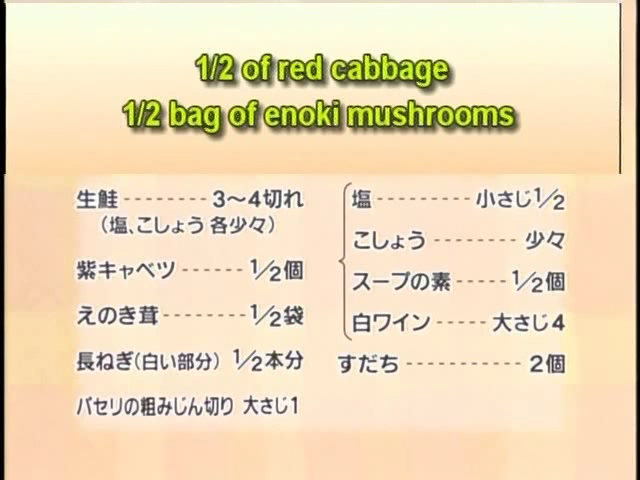 1/2 of red cabbage
1/2 bag of enoki mushrooms
生鮭--------3〜4切れ
(塩、こしょう 各少々)
紫キャベツ------1/2個
えのき茸--------1/2袋
長ねぎ(白い部分) 1/2本分
パセリの粗みじん切り 大さじ1
塩---------小さじ1/2
こしょう-------少々
スープの素-----1/2個
白ワイン-----大さじ4
すだち-----------2個